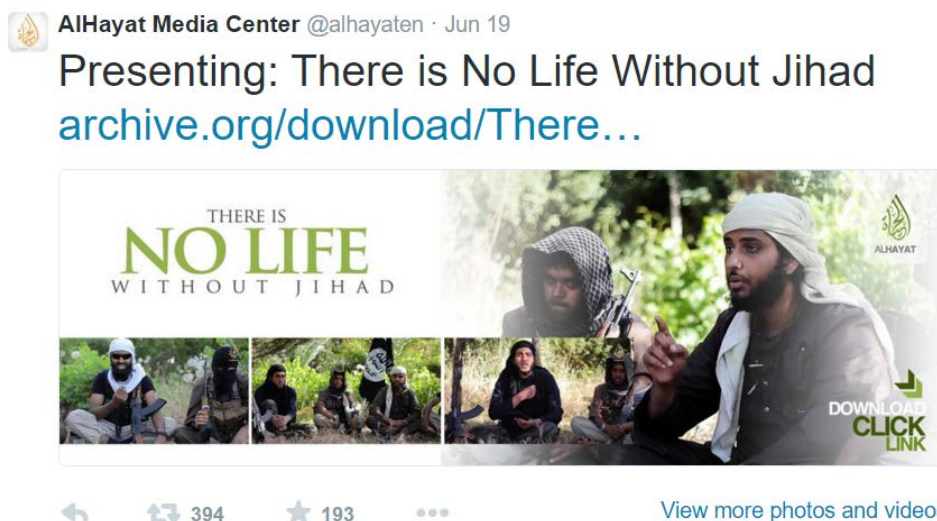 AlHayat Media Center @alhayaten · Jun 19
Presenting: There is No Life Without Jihad
archive.org/download/There…
THERE IS
NO LIFE
WITHOUT JIHAD
ALHAYAT
DOWNLOAD
CLICK
LINK
394 193
View more photos and video